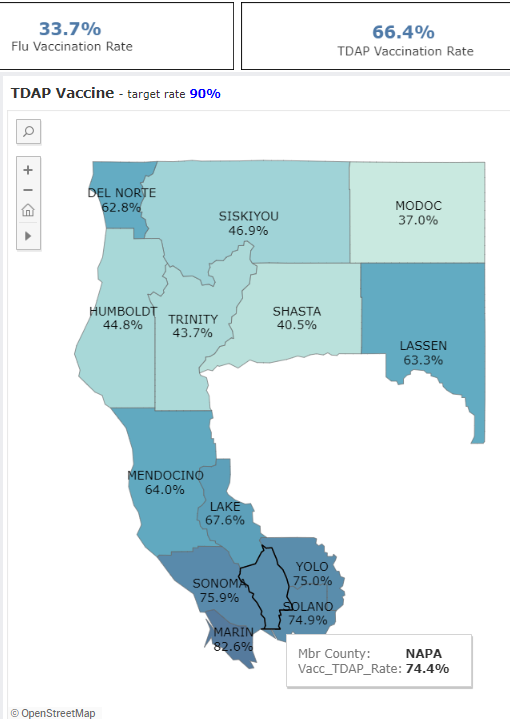 33.7%
Flu Vaccination Rate
66.4%
TDAP Vaccination Rate
TDAP Vaccine - target rate 90%
DEL NORTE
62.8%
SISKIYOU
46.9%
MODOC
37.0%
HUMBOLDT
44.8%
TRINITY
43.7%
SHASTA
40.5%
LASSEN
63.3%
MENDOCINO
64.0%
LAKE
67.6%
SONOMA
75.9%
YOLO
75.0%
SOLANO
74.9%
MARIN
82.6%
Mbr County: NAPA
Vacc_TDAP_Rate: 74.4%
© OpenStreetMap